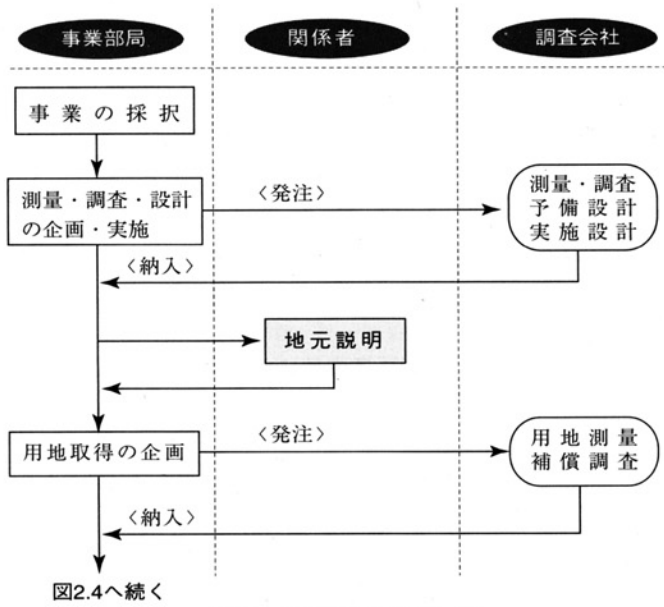 事業部局
関係者
調査会社
事業の採択
測量・調査・設計
の企画・実施
〈発注〉
測量・調査
予備設計
実施設計
〈納入〉
地元説明
用地取得の企画
〈発注〉
用地測量
補償調査
〈納入〉
図2.4へ続く